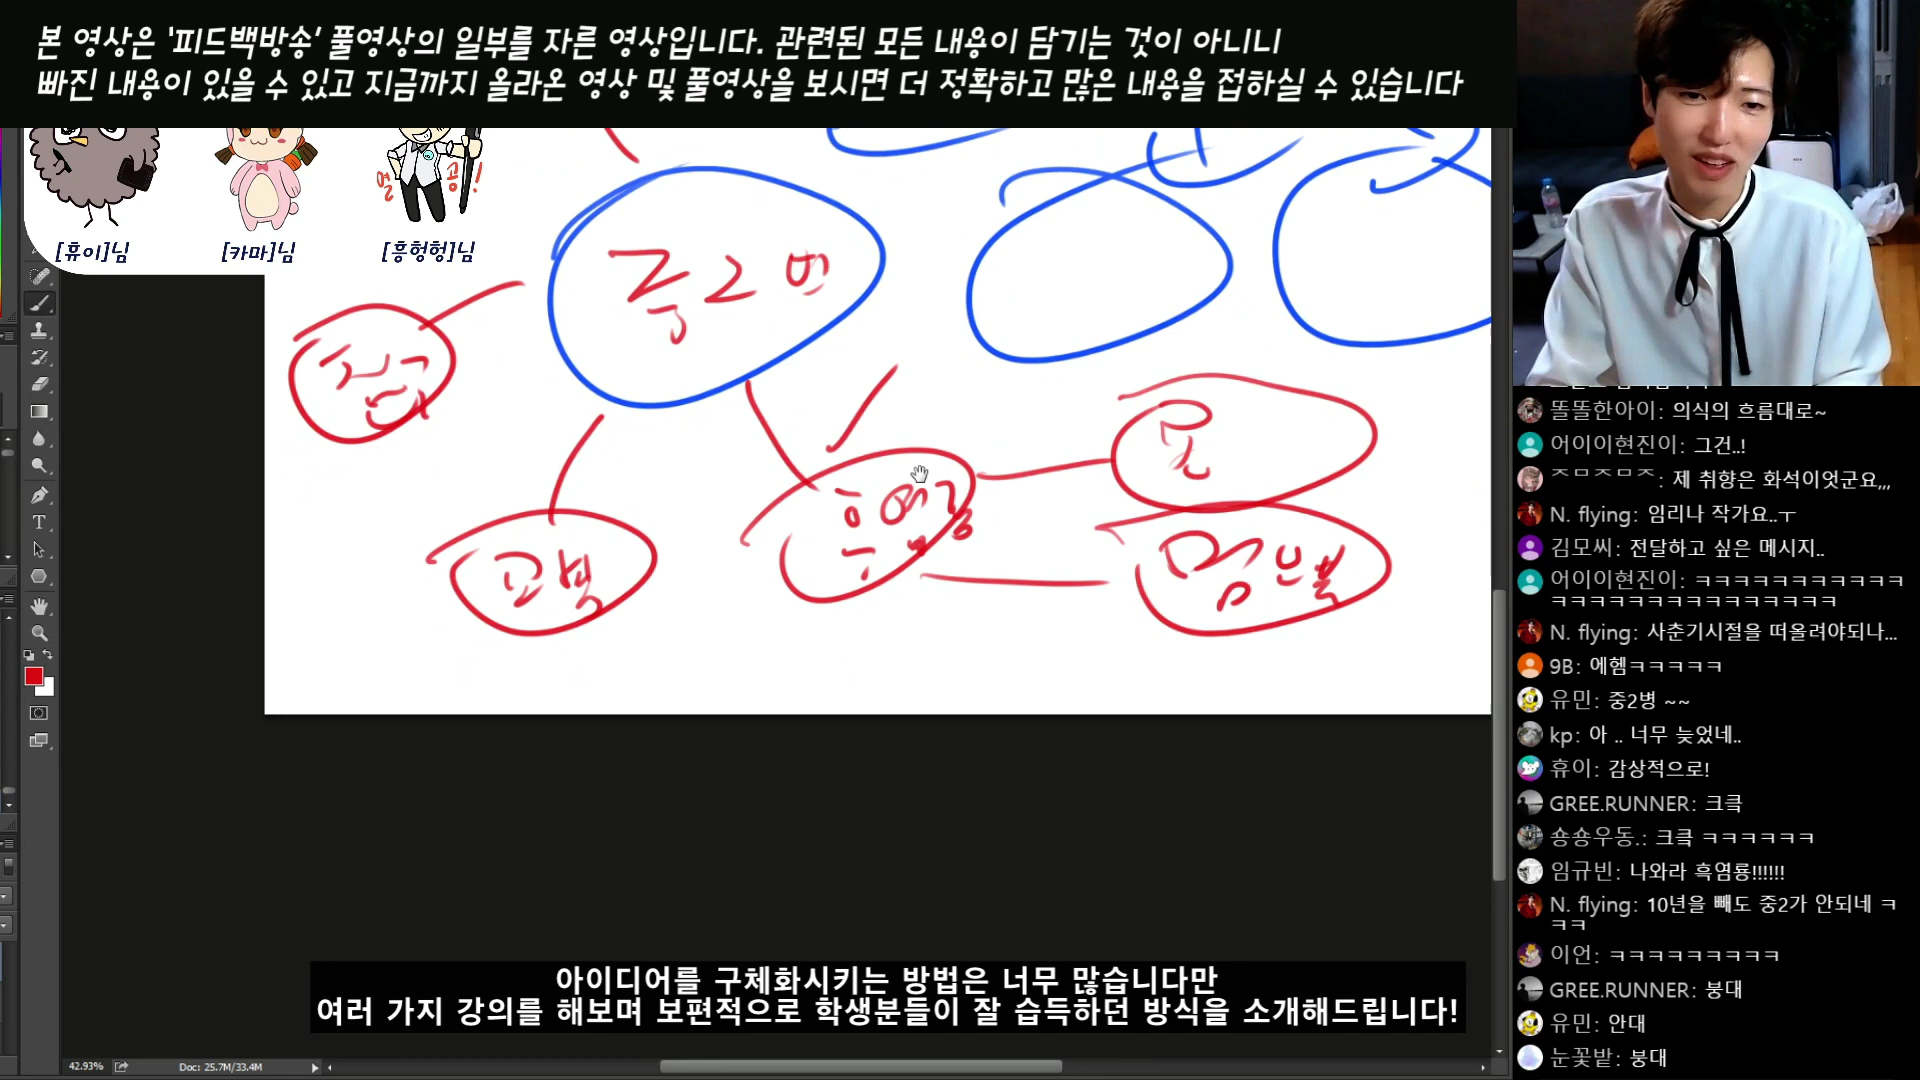 본 영상은 '피드백방송' 풀영상의 일부를 자른 영상입니다. 관련된 모든 내용이 담기는 것이 아니니
빠진 내용이 있을 수 있고 지금까지 올라온 영상 및 풀영상을 보시면 더 정확하고 많은 내용을 접하실 수 있습니다
열 공!
[휴이]님
[카마]님
[흥헝헝]님
중2병
흑염룡
교복
아이디어를 구체화시키는 방법은 너무 많습니다만
여러 가지 강의를 해보며 보편적으로 학생분들이 잘 습득하던 방식을 소개해드립니다!
42.93%
Doc: 25.7M/33.4M
똘똘한아이: 의식의 흐름대로~
어이이현진이: 그건..!
ㅈㅁㅈㅁㅈ: 제 취향은 화석이엇군요,,,
N. flying: 임리나 작가요..ㅜ
김모씨: 전달하고 싶은 메시지..
어이이현진이: ㅋㅋㅋㅋㅋㅋㅋㅋㅋㅋㅋㅋ
ㅋㅋㅋㅋㅋㅋㅋㅋㅋㅋㅋㅋㅋㅋㅋㅋ
N. flying: 사춘기시절을 떠올려야되나...
9B: 에헴ㅋㅋㅋㅋㅋ
유민: 중2병 ~~
kp: 아 .. 너무 늦었네..
휴이: 감상적으로!
GREE.RUNNER: 크큭
숑숑우동.: 크큭 ㅋㅋㅋㅋㅋㅋ
임규빈: 나와라 흑염룡!!!!!!
N. flying: 10년을 빼도 중2가 안되네 ㅋ
ㅋㅋ
이언: ㅋㅋㅋㅋㅋㅋㅋㅋㅋ
GREE.RUNNER: 붕대
유민: 안대
눈꽃밭: 붕대